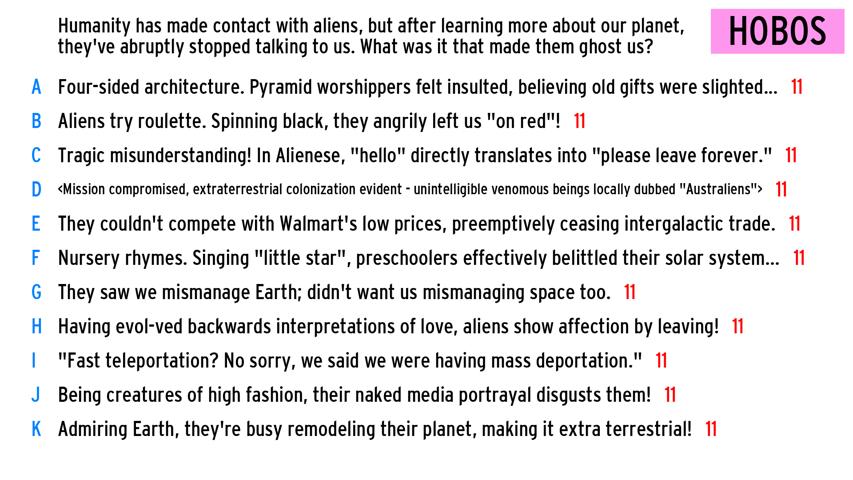 Humanity has made contact with aliens, but after learning more about our planet,
they've abruptly stopped talking to us. What was it that made them ghost us?
HOBOS
A Four-sided architecture. Pyramid worshippers felt insulted, believing old gifts were slighted... 11
B Aliens try roulette. Spinning black, they angrily left us "on red"! 11
C Tragic misunderstanding! In Alienese, "hello" directly translates into "please leave forever." 11
D <Mission compromised, extraterrestrial colonization evident - unintelligible venomous beings locally dubbed "Australiens"> 11
E They couldn't compete with Walmart's low prices, preemptively ceasing intergalactic trade. 11
F Nursery rhymes. Singing "little star", preschoolers effectively belittled their solar system... 11
G They saw we mismanage Earth; didn't want us mismanaging space too. 11
H Having evol-ved backwards interpretations of love, aliens show affection by leaving! 11
I "Fast teleportation? No sorry, we said we were having mass deportation." 11
J Being creatures of high fashion, their naked media portrayal disgusts them! 11
K Admiring Earth, they're busy remodeling their planet, making it extra terrestrial! 11